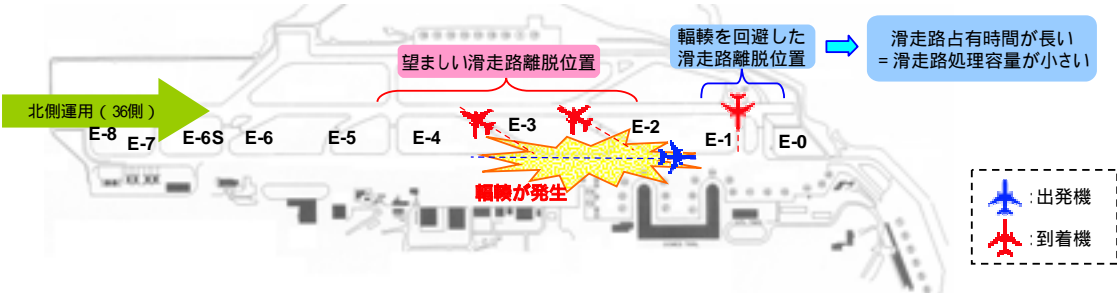 輻輳を回避した
滑走路離脱位置
滑走路占有時間が長い
= 滑走路処理容量が小さい
望ましい滑走路離脱位置
北側運用(36側)
E-8
E-7
E-6S
E-6
E-5
E-4
E-3
E-2
E-1
E-0
輻輳が発生
:出発機
:到着機